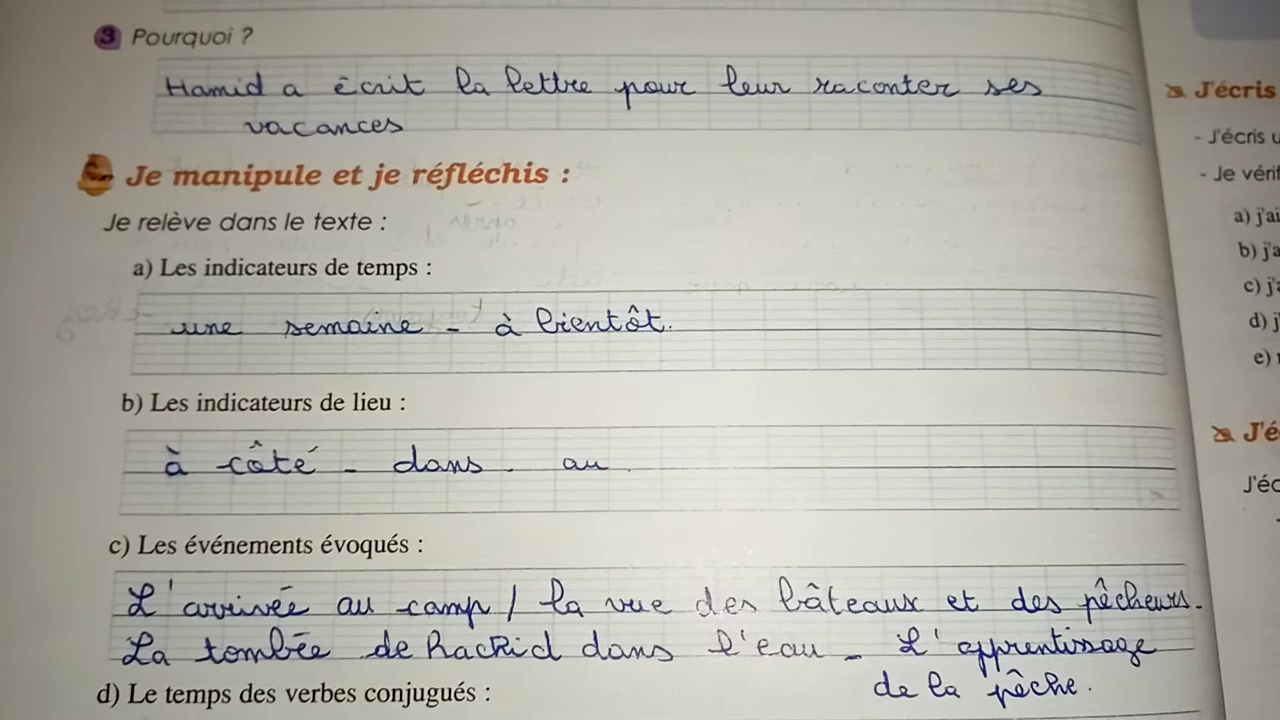 3 Pourquoi ?
Hamid a écrit la lettre pour leur raconter ses
vacances
Je manipule et je réfléchis :
Je relève dans le texte :
a) Les indicateurs de temps :
une semaine - à bientôt.
b) Les indicateurs de lieu :
à côté - dans - au.
c) Les événements évoqués :
L'arrivée au camp / la vue des bâteaux et des pêcheurs.
La tombée de Rachid dans l'eau - L'apprentissage
de la pêche.
d) Le temps des verbes conjugués :
J'écris
- J'écris u
- Je vérif
a) j'ai
b) j'a
c) j'a
d) j'
e)
J'é
J'éc